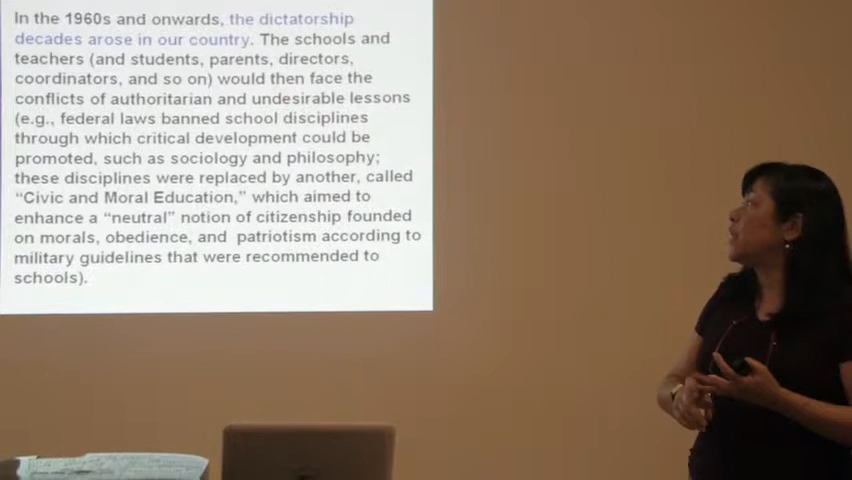 In the 1960s and onwards, the dictatorship
decades arose in our country. The schools and
teachers (and students, parents, directors,
coordinators, and so on) would then face the
conflicts of authoritarian and undesirable lessons
(e.g., federal laws banned school disciplines
through which critical development could be
promoted, such as sociology and philosophy;
these disciplines were replaced by another, called
“Civic and Moral Education,” which aimed to
enhance a “neutral” notion of citizenship founded
on morals, obedience, and patriotism according to
military guidelines that were recommended to
schools).